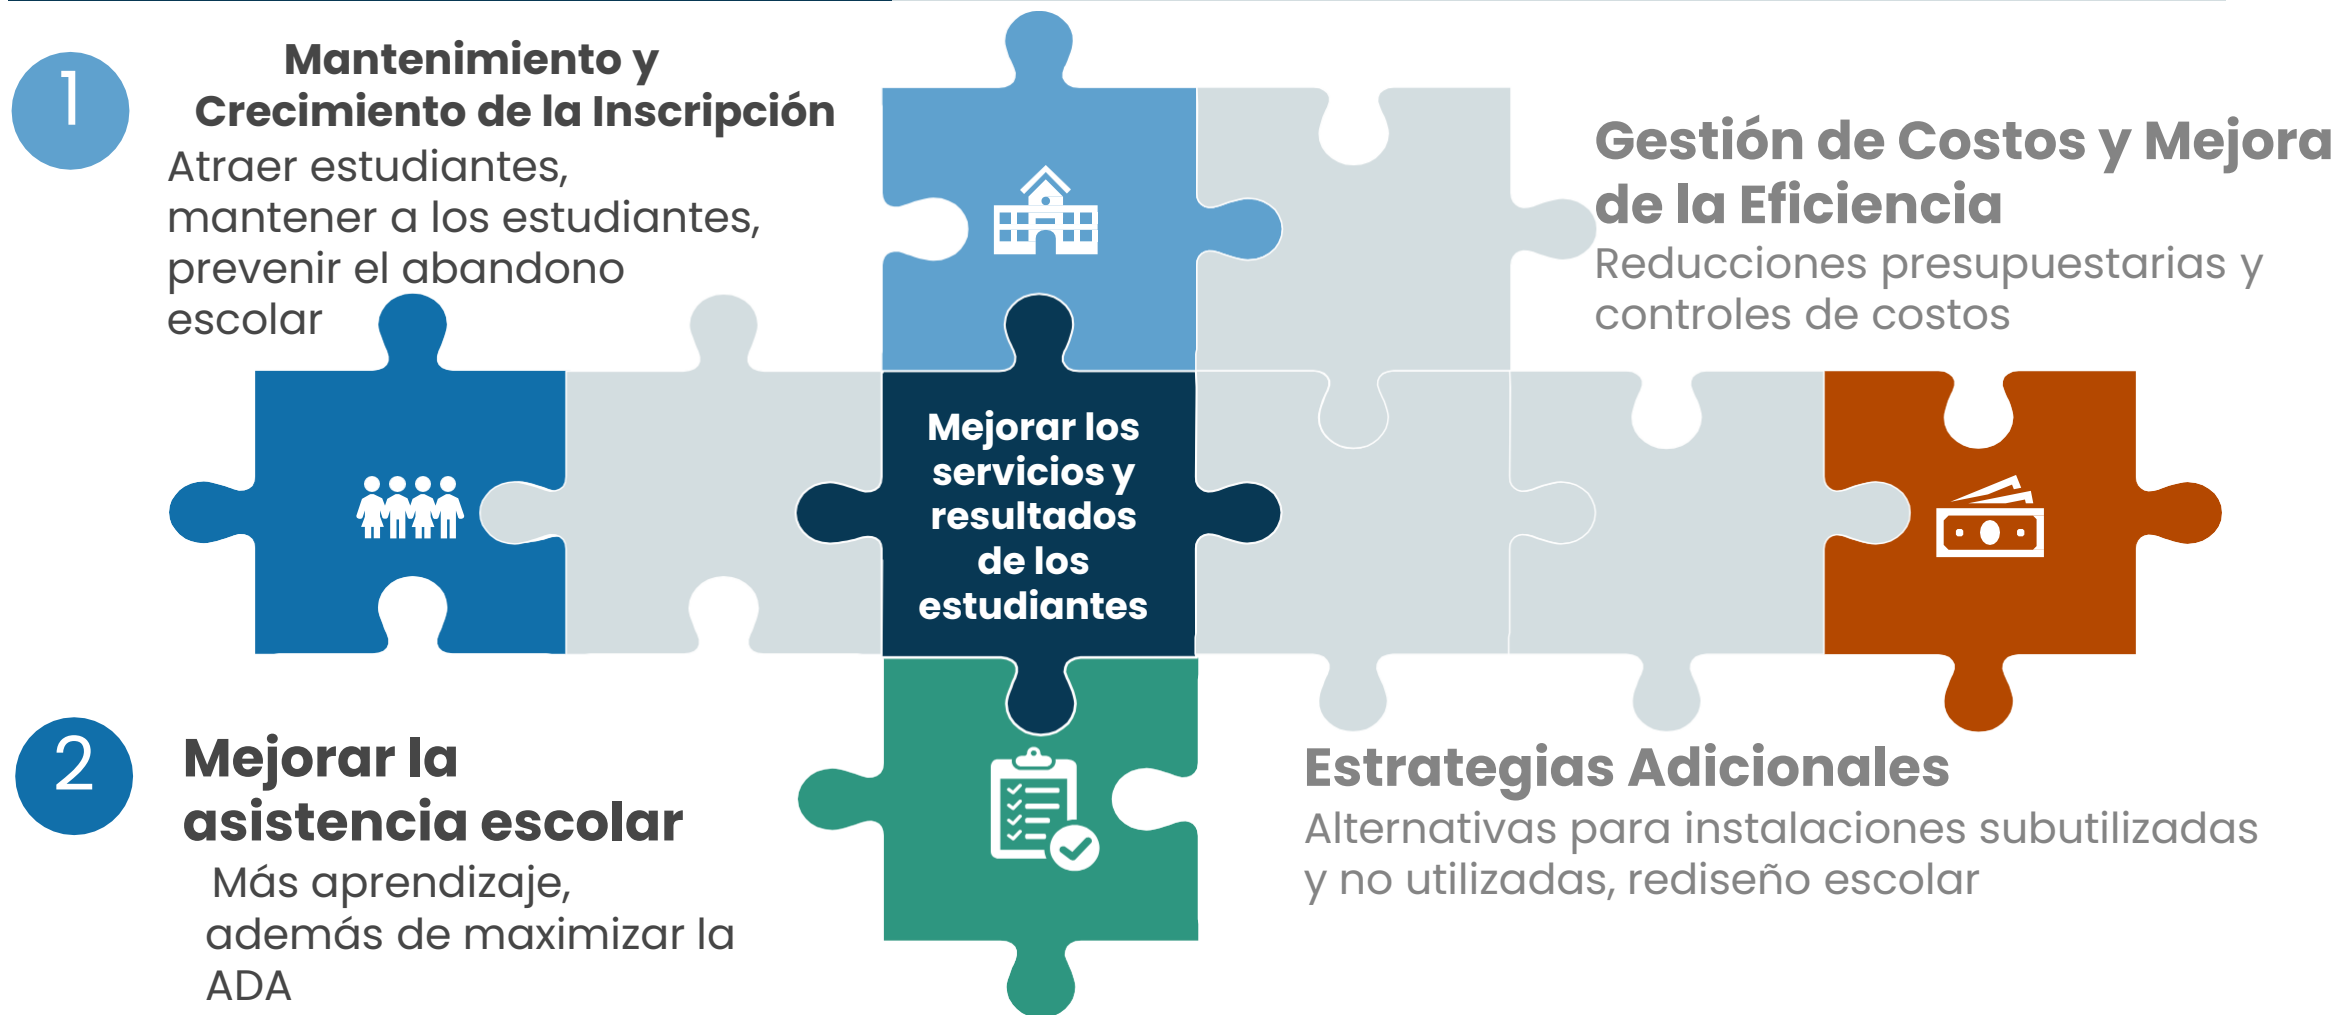 1
Mantenimiento y
Crecimiento de la Inscripción
Atraer estudiantes,
mantener a los estudiantes,
prevenir el abandono
escolar
Gestión de Costos y Mejora
de la Eficiencia
Reducciones presupuestarias y
controles de costos
Mejorar los
servicios y
resultados
de los
estudiantes
2
Mejorar la
asistencia escolar
Más aprendizaje,
además de maximizar la
ADA
Estrategias Adicionales
Alternativas para instalaciones subutilizadas
y no utilizadas, rediseño escolar